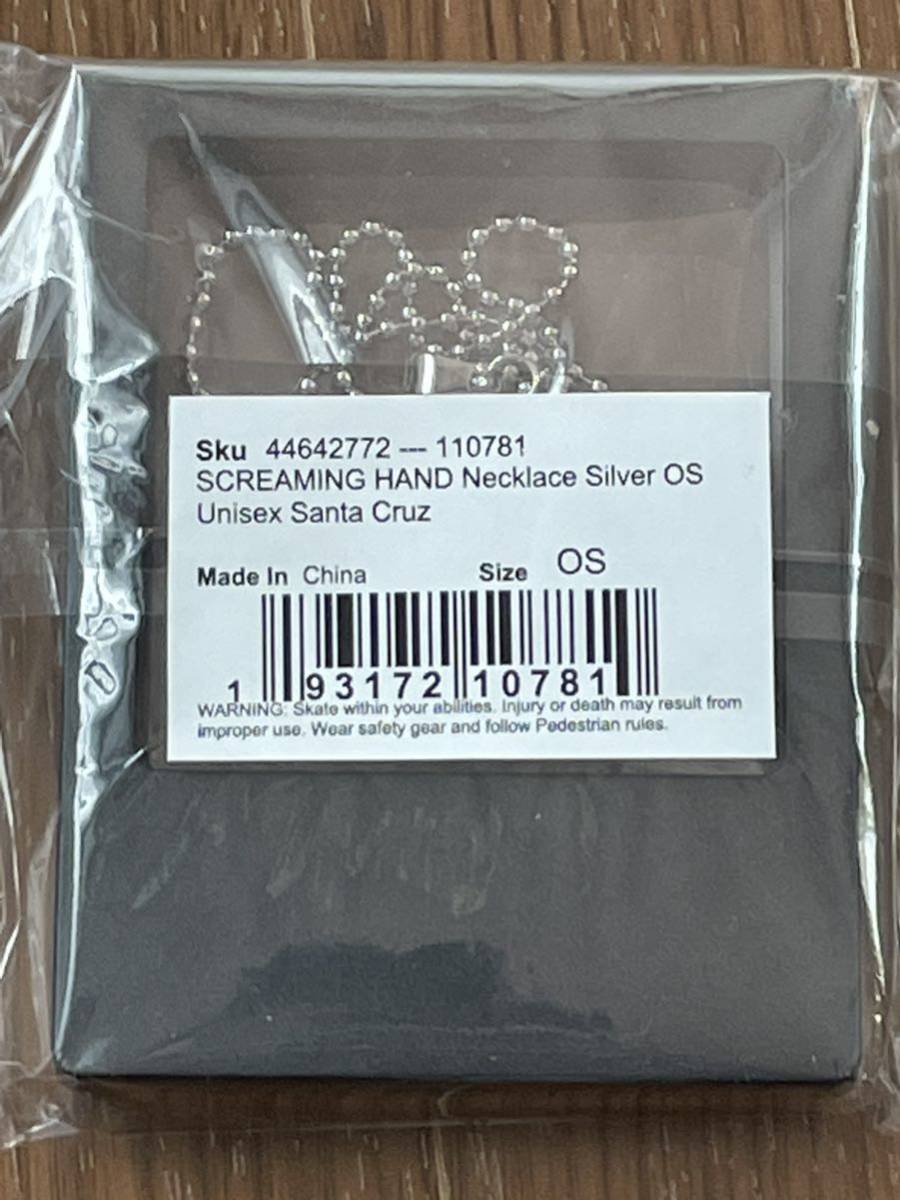 Sku 44642772 --- 110781
SCREAMING HAND Necklace Silver OS
Unisex Santa Cruz
Made In China Size OS
1 93172 10781
WARNING: Skate within your abilities. Injury or death may result from
improper use. Wear safety gear and follow Pedestrian rules.